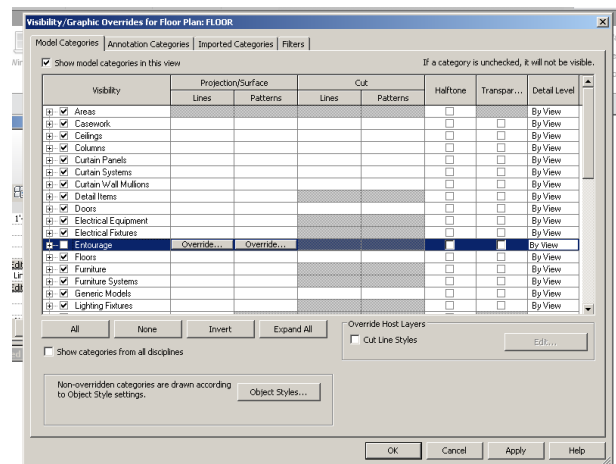 Visibility/Graphic Overrides for Floor Plan: FLOOR
Model Categories Annotation Categories Imported Categories Filters
Show model categories in this view If a category is unchecked, it will not be visible.
Visibility Projection/Surface Cut Halftone Transpar... Detail Level
Lines Patterns Lines Patterns
Areas By View
Casework By View
Ceilings By View
Columns By View
Curtain Panels By View
Curtain Systems By View
Curtain Wall Mullions By View
Detail Items By View
Doors By View
Electrical Equipment By View
Electrical Fixtures By View
Entourage Override... Override... By View
Floors By View
Furniture By View
Furniture Systems By View
Generic Models By View
Lighting Fixtures By View
All None Invert Expand All
Override Host Layers
Cut Line Styles Edit...
Show categories from all disciplines
Non-overridden categories are drawn according
to Object Style settings.
Object Styles...
OK Cancel Apply Help